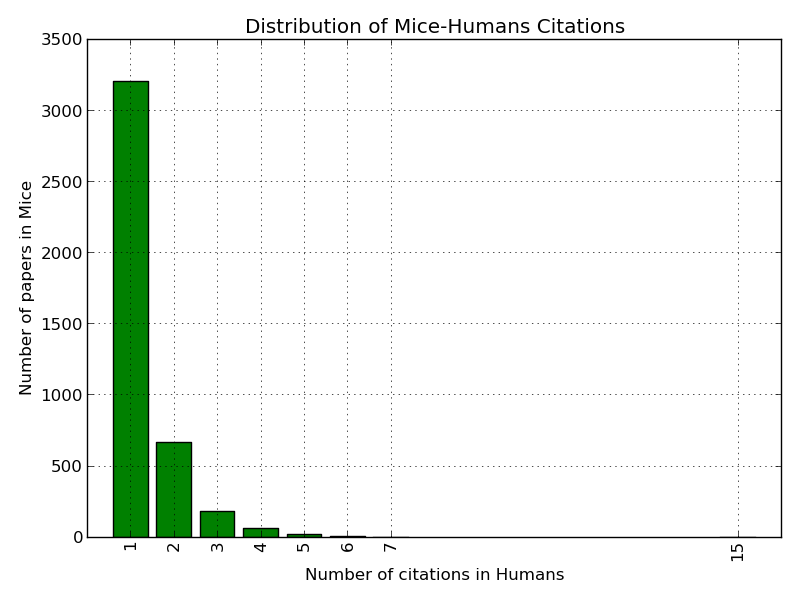 Distribution of Mice-Humans Citations
3500
3000
2500
2000
1500
1000
500
0
Number of papers in Mice
1 2 3 4 5 6 7 15
Number of citations in Humans